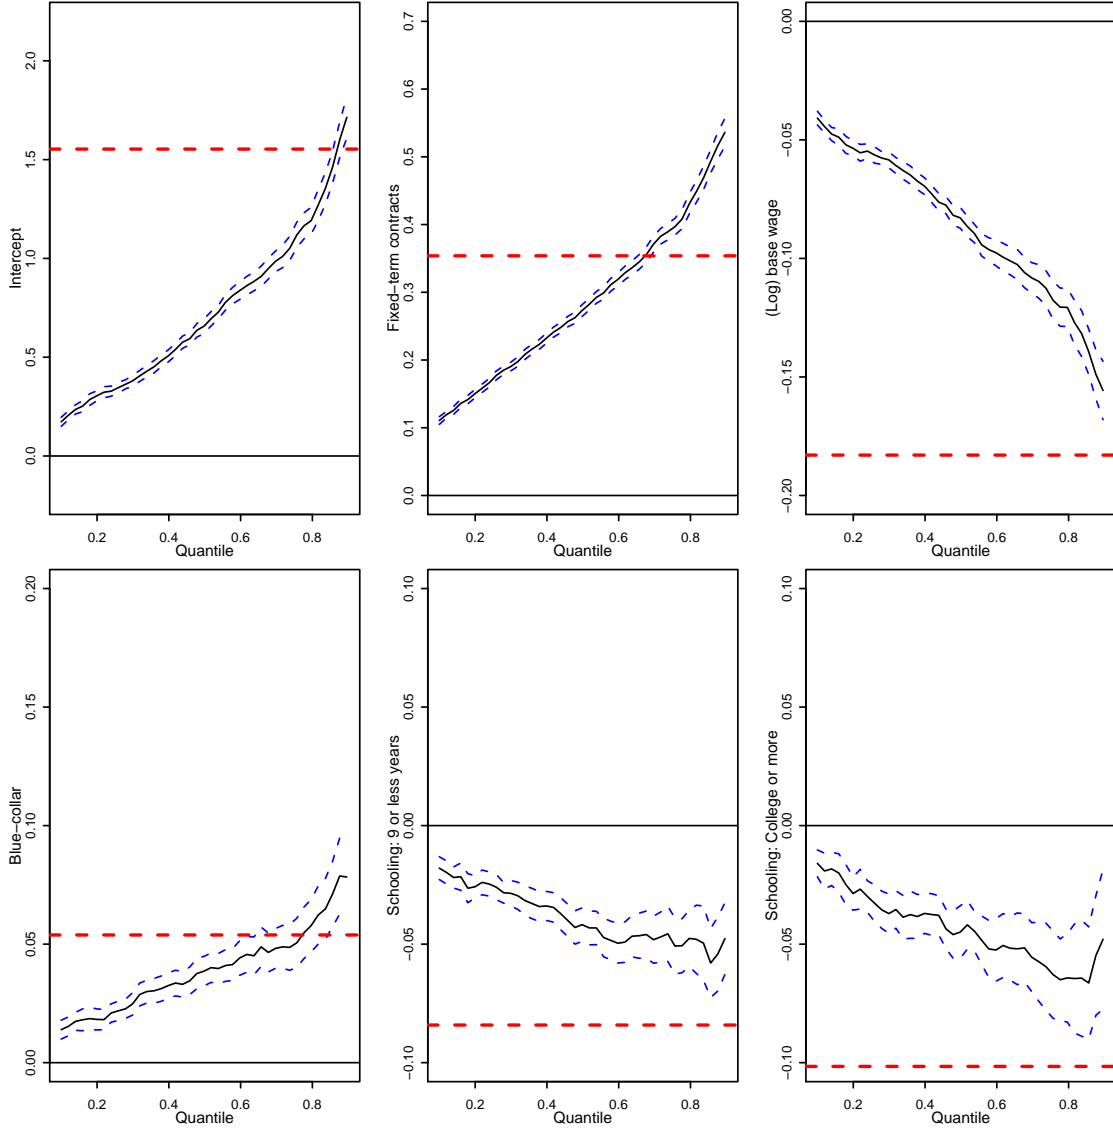 Intercept
2.0
1.5
1.0
0.5
0.0
0.2 0.4 0.6 0.8
Quantile
Fixed−term contracts
0.7
0.6
0.5
0.4
0.3
0.2
0.1
0.0
0.2 0.4 0.6 0.8
Quantile
(Log) base wage
0.00
−0.05
−0.10
−0.15
−0.20
0.2 0.4 0.6 0.8
Quantile
Blue−collar
0.20
0.15
0.10
0.05
0.00
0.2 0.4 0.6 0.8
Quantile
Schooling: 9 or less years
0.10
0.05
0.00
−0.05
−0.10
0.2 0.4 0.6 0.8
Quantile
Schooling: College or more
0.10
0.05
0.00
−0.05
−0.10
0.2 0.4 0.6 0.8
Quantile